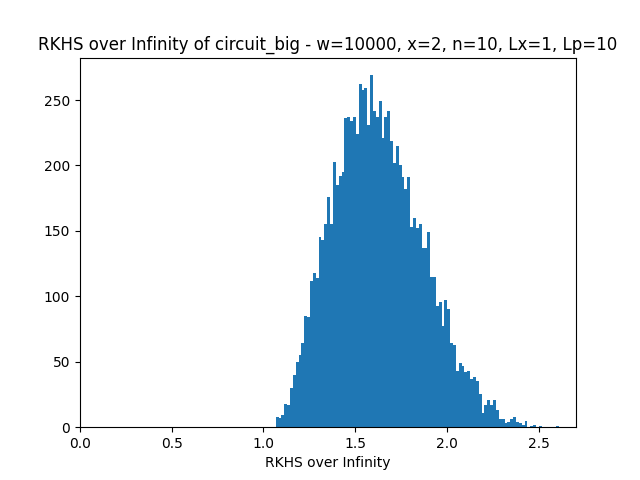 RKHS over Infinity of circuit_big - w=10000, x=2, n=10, Lx=1, Lp=10
250
200
150
100
50
0
0.0 0.5 1.0 1.5 2.0 2.5
RKHS over Infinity